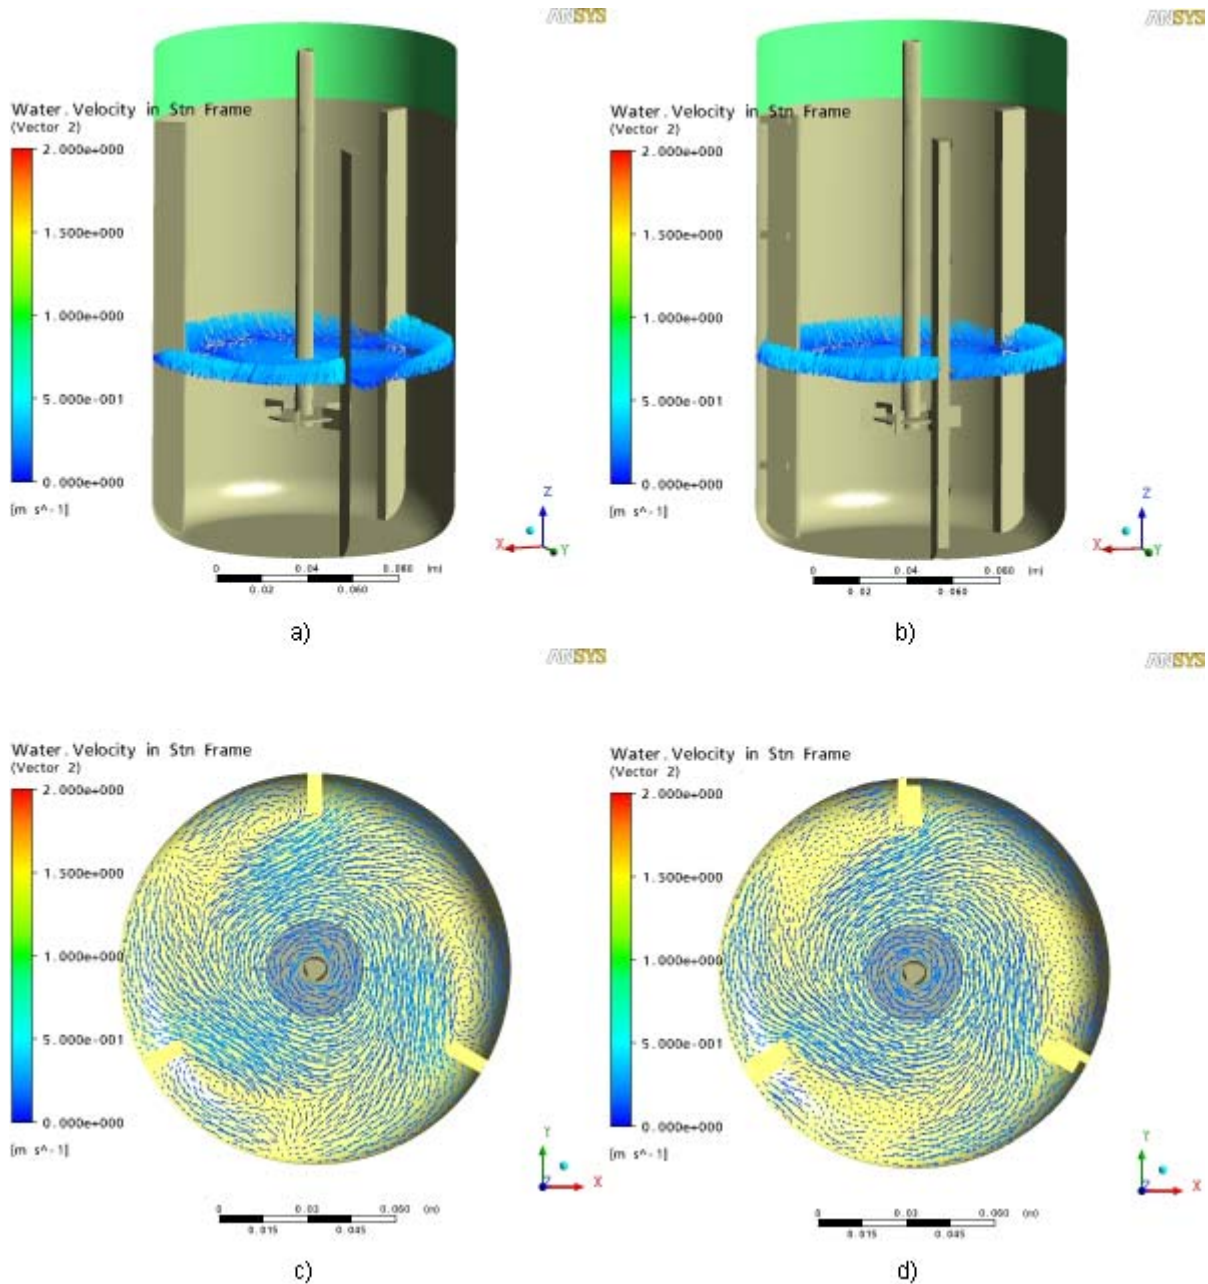 ANSYS
Water.Velocity in Stn Frame
(Vector 2)
2.000e+000
1.500e+000
1.000e+000
5.000e-001
0.000e+000
[m s^-1]
Z
X
Y
0 0.04 0.080 (m)
0.02 0.060
a)
ANSYS
Water.Velocity in Stn Frame
(Vector 2)
2.000e+000
1.500e+000
1.000e+000
5.000e-001
0.000e+000
[m s^-1]
Z
X
Y
0 0.04 0.080 (m)
0.02 0.060
b)
ANSYS
Water.Velocity in Stn Frame
(Vector 2)
2.000e+000
1.500e+000
1.000e+000
5.000e-001
0.000e+000
[m s^-1]
Y
Z
X
0 0.03 0.060 (m)
0.015 0.045
c)
ANSYS
Water.Velocity in Stn Frame
(Vector 2)
2.000e+000
1.500e+000
1.000e+000
5.000e-001
0.000e+000
[m s^-1]
Y
Z
X
0 0.03 0.060 (m)
0.015 0.045
d)